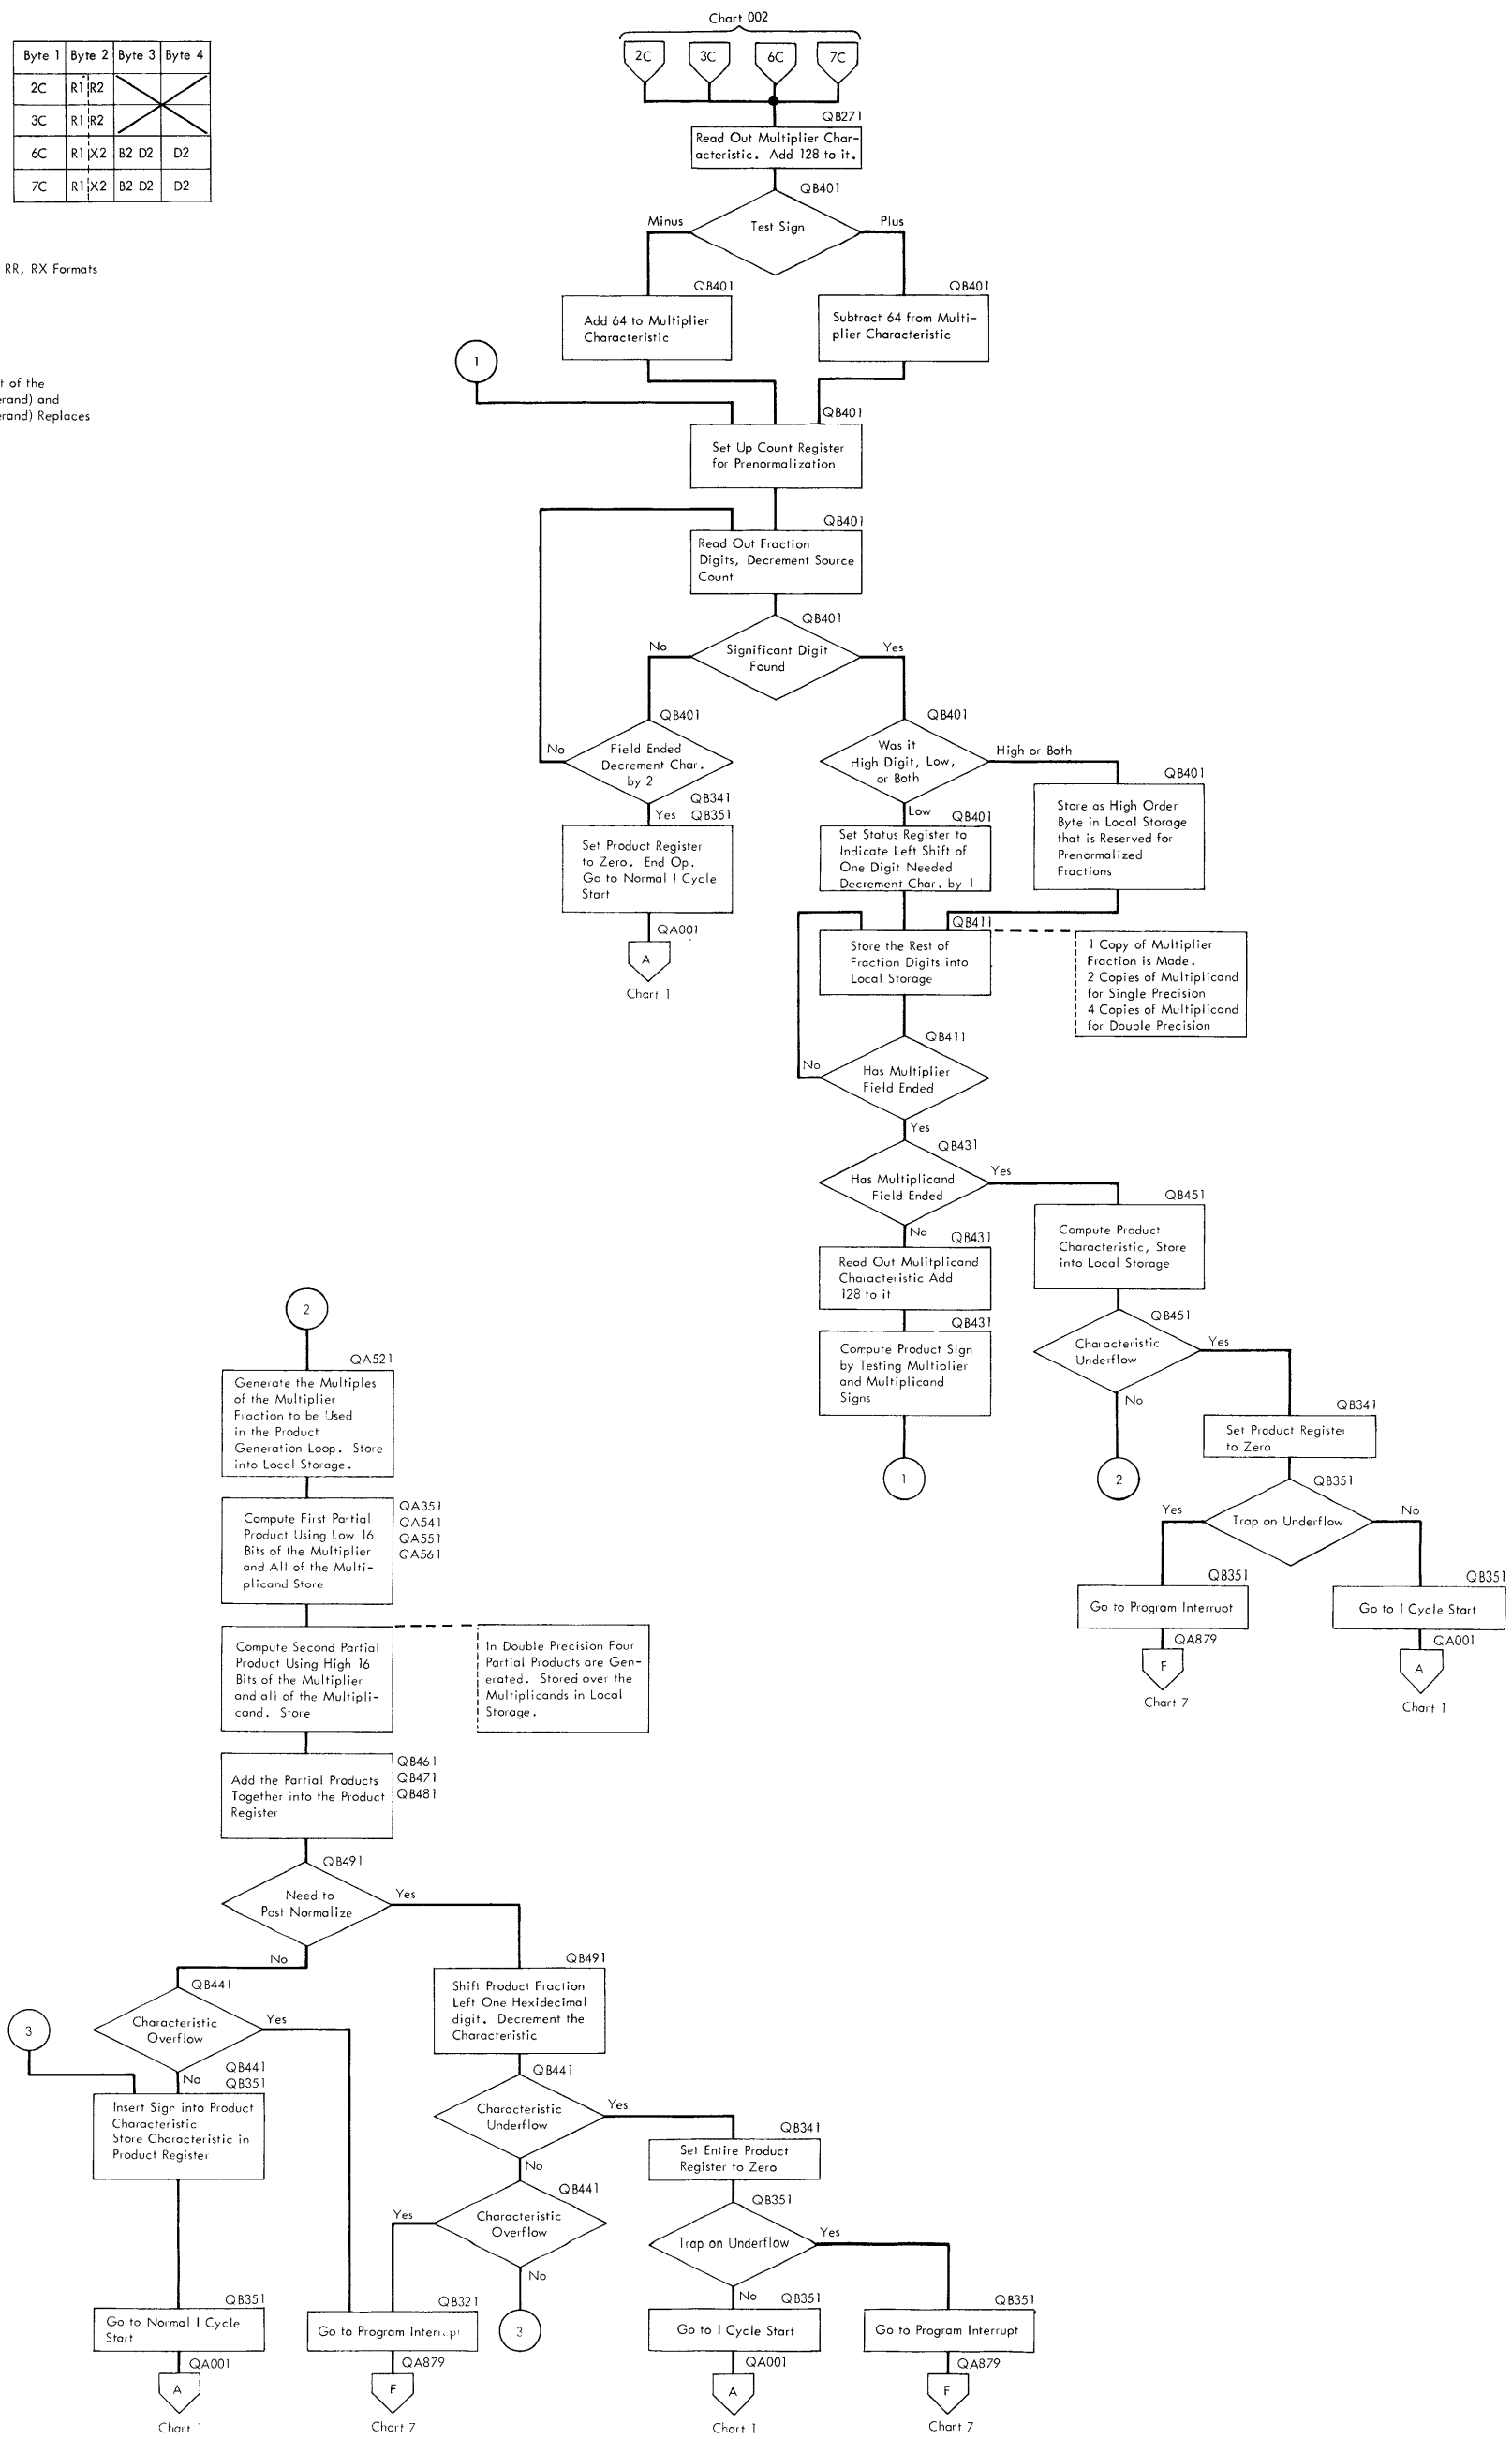 Chart 002
2C 3C 6C 7C
Byte 1 Byte 2 Byte 3 Byte 4
2C R1 R2
3C R1 R2
6C R1 X2 B2 D2 D2
7C R1 X2 B2 D2 D2
RR, RX Formats
t of the
erand) and
erand) Replaces
QB271
Read Out Multiplier Char-
acteristic. Add 128 to it.
QB401
Test Sign
Minus
Plus
QB401
Add 64 to Multiplier
Characteristic
QB401
Subtract 64 from Multi-
plier Characteristic
1
QB401
Set Up Count Register
for Prenormalization
QB401
Read Out Fraction
Digits, Decrement Source
Count
QB401
Significant Digit
Found
No
Yes
QB401
Field Ended
Decrement Char.
by 2
No
Yes
QB341
QB351
Set Product Register
to Zero. End Op.
Go to Normal I Cycle
Start
QA001
A
Chart 1
QB401
Was it
High Digit, Low,
or Both
High or Both
Low
QB401
Store as High Order
Byte in Local Storage
that is Reserved for
Prenormalized
Fractions
QB401
Set Status Register to
Indicate Left Shift of
One Digit Needed
Decrement Char. by 1
QB411
Store the Rest of
Fraction Digits into
Local Storage
1 Copy of Multiplier
Fraction is Made.
2 Copies of Multiplicand
for Single Precision
4 Copies of Multiplicand
for Double Precision
QB411
Has Multiplier
Field Ended
No
Yes
QB431
Has Multiplicand
Field Ended
Yes
No
QB431
Read Out Mulitplicand
Characteristic Add
128 to it
QB431
Compute Product Sign
by Testing Multiplier
and Multiplicand
Signs
1
QB451
Compute Product
Characteristic, Store
into Local Storage
QB451
Characteristic
Underflow
Yes
No
2
QB341
Set Product Register
to Zero
QB351
Trap on Underflow
Yes
No
QB351
Go to Program Interrupt
QA879
F
Chart 7
QB351
Go to I Cycle Start
QA001
A
Chart 1
2
QA521
Generate the Multiples
of the Multiplier
Fraction to be Used
in the Product
Generation Loop. Store
into Local Storage.
QA351
QA541
QA551
QA561
Compute First Partial
Product Using Low 16
Bits of the Multiplier
and All of the Multi-
plicand Store
Compute Second Partial
Product Using High 16
Bits of the Multiplier
and all of the Multipli-
cand. Store
In Double Precision Four
Partial Products are Gen-
erated. Stored over the
Multiplicands in Local
Storage.
QB461
QB471
QB481
Add the Partial Products
Together into the Product
Register
QB491
Need to
Post Normalize
Yes
No
QB441
Characteristic
Overflow
Yes
No
3
QB441
QB351
Insert Sign into Product
Characteristic
Store Characteristic in
Product Register
QB351
Go to Normal I Cycle
Start
QA001
A
Chart 1
QB491
Shift Product Fraction
Left One Hexidecimal
digit. Decrement the
Characteristic
QB441
Characteristic
Underflow
Yes
No
QB441
Characteristic
Overflow
Yes
No
3
QB321
Go to Program
QA879
F
Chart 7
QB341
Set Entire Product
Register to Zero
QB351
Trap on Underflow
Yes
No
QB351
Go to I Cycle Start
QA001
A
Chart 1
QB351
Go to Program Interrupt
QA879
F
Chart 7